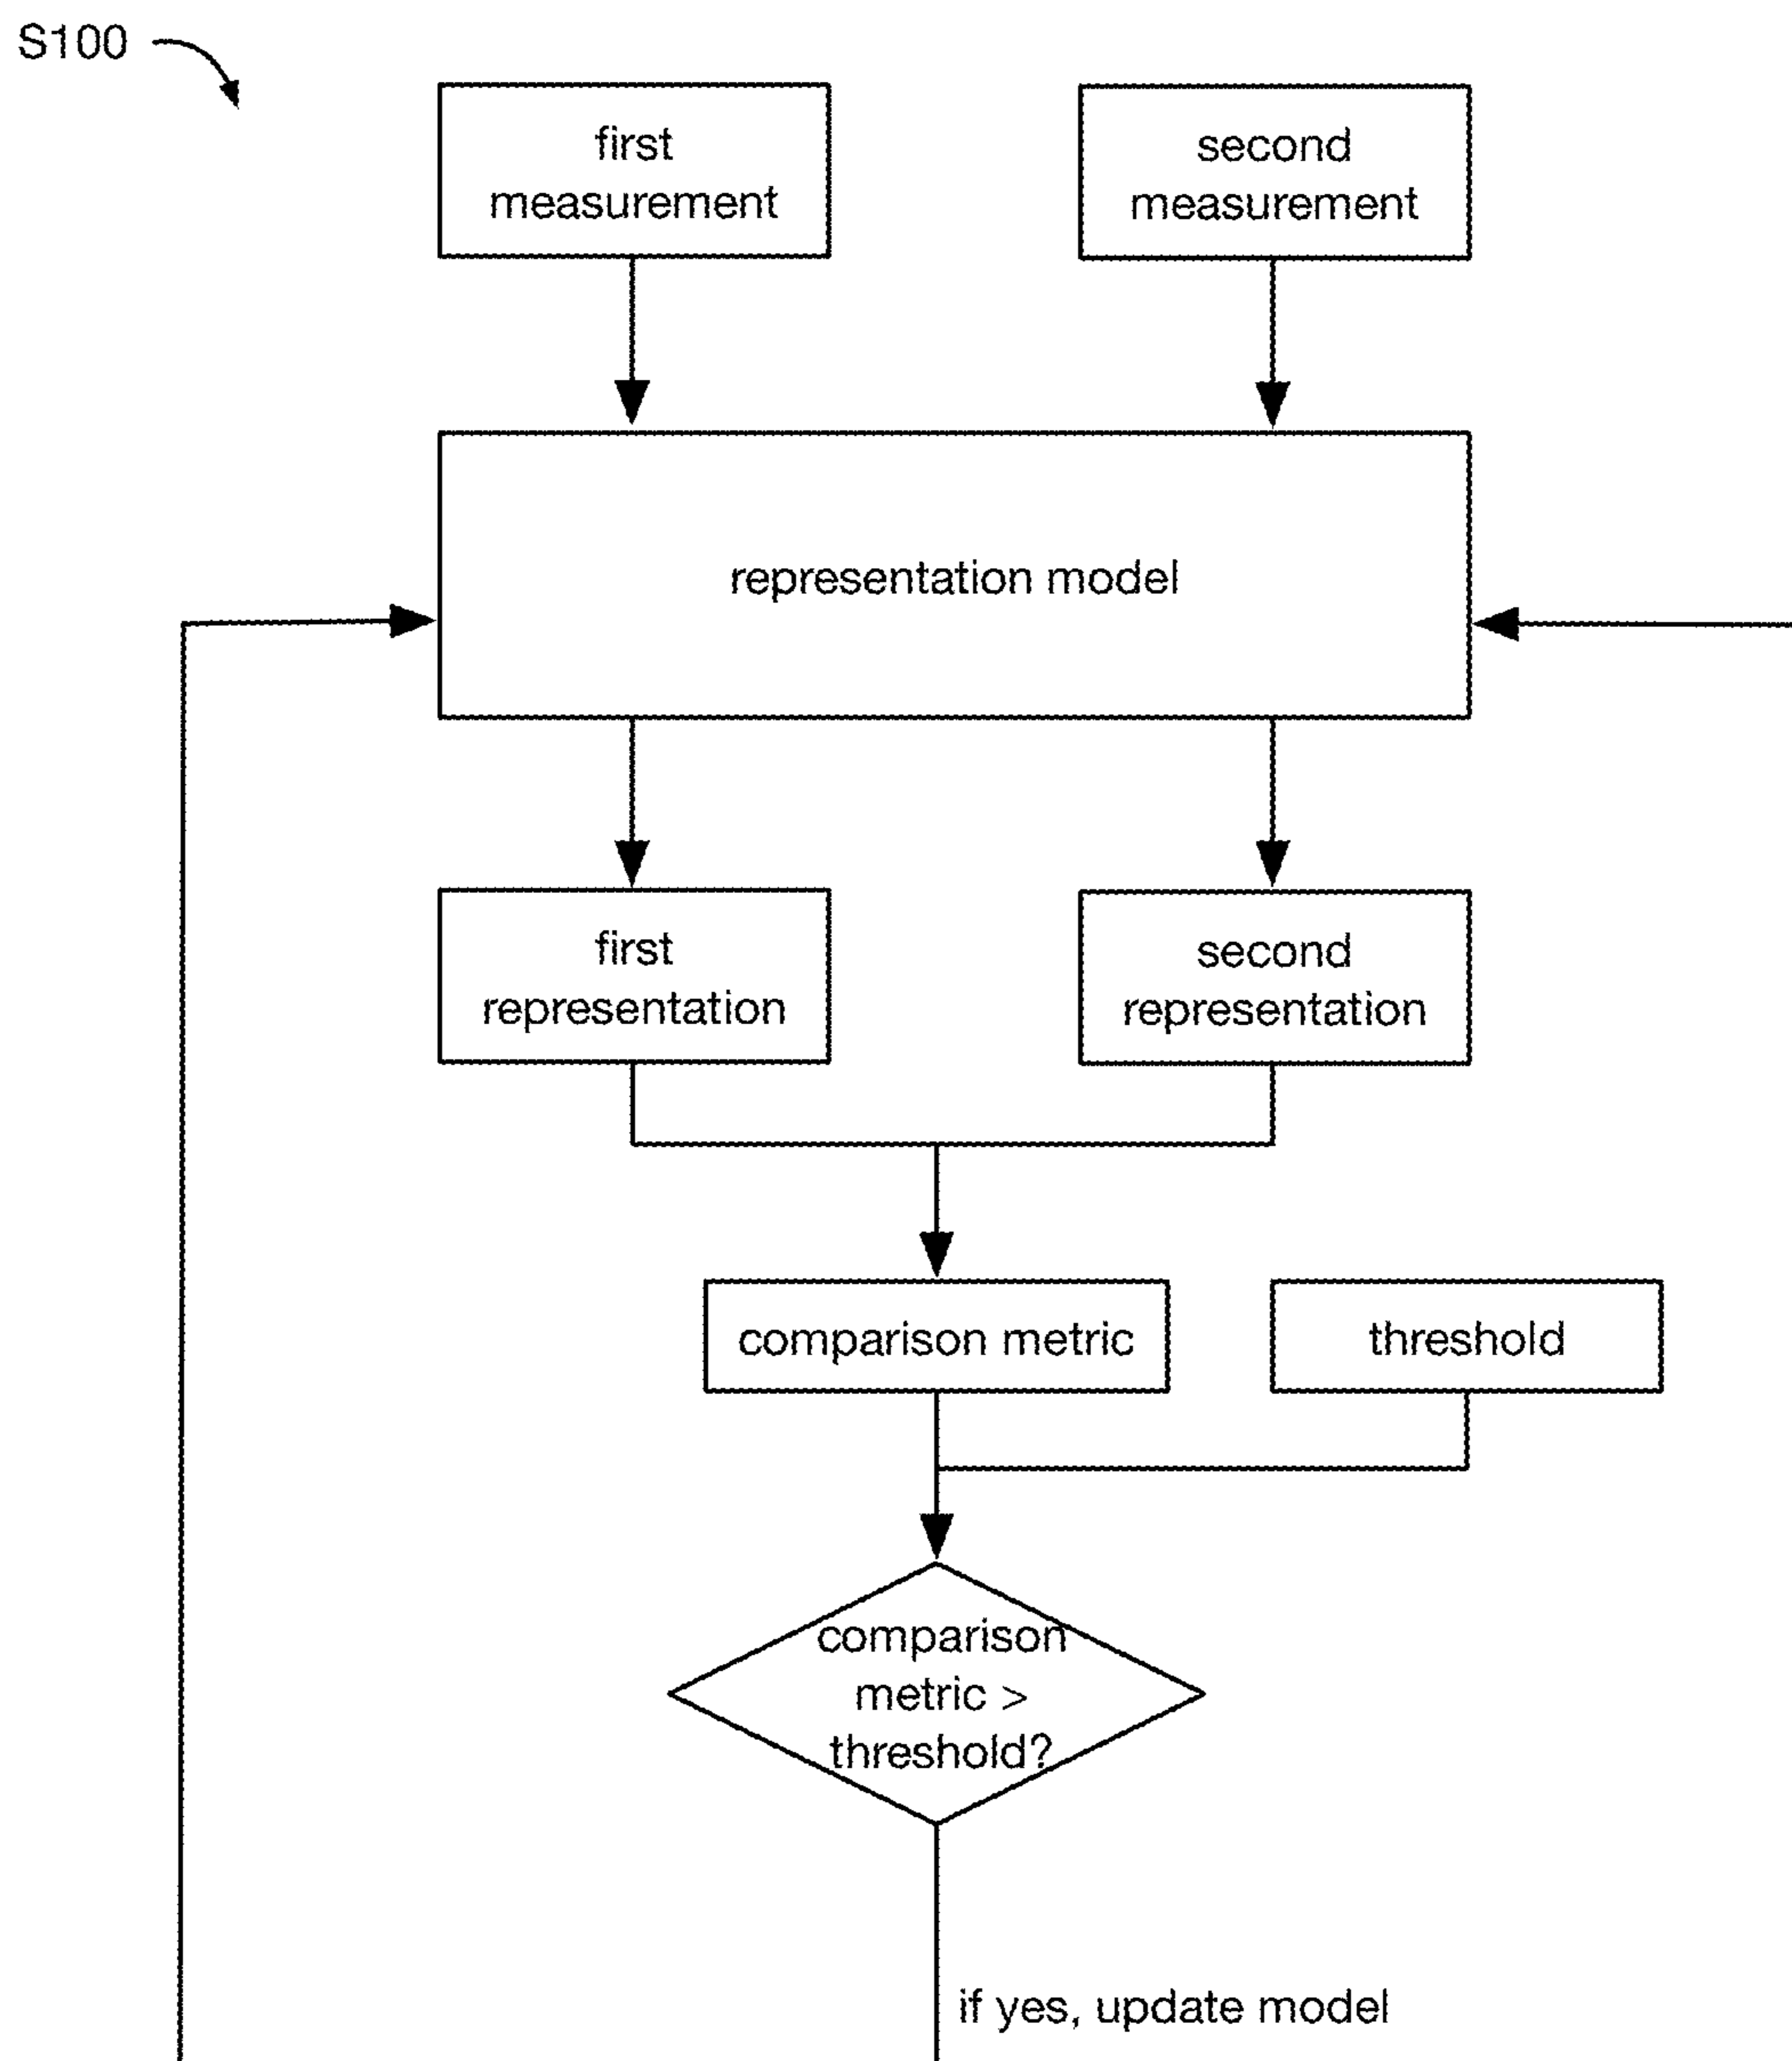 S100
first
measurement
second
measurement
representation model
first
representation
second
representation
comparison metric
threshold
comparison
metric >
threshold?
if yes, update model